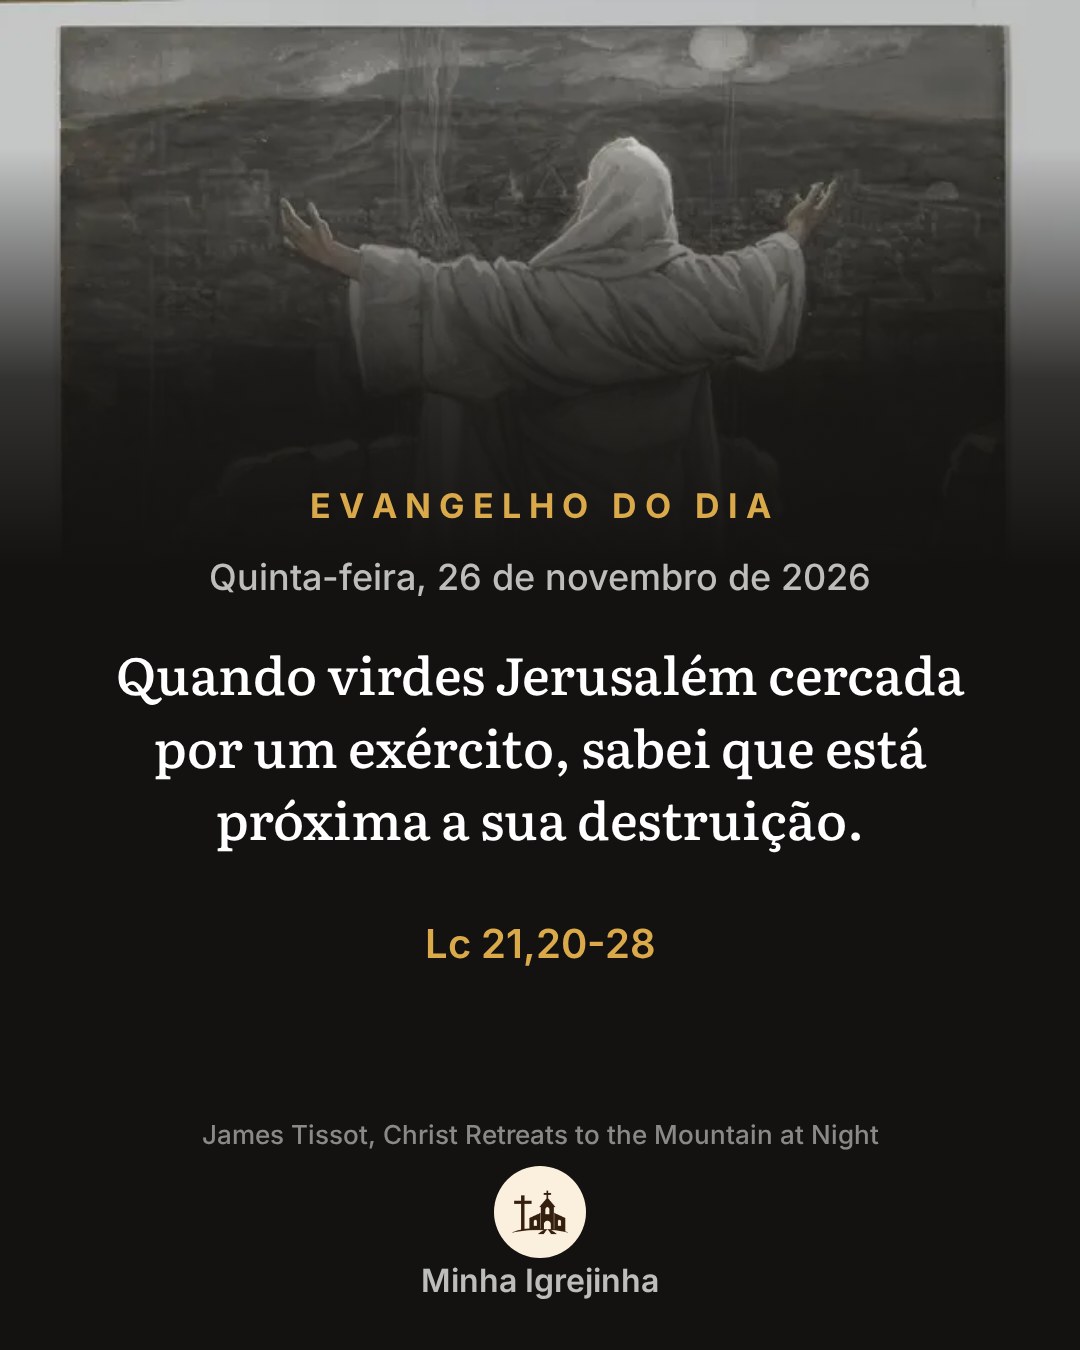 EVANGELHO DO DIA
Quinta-feira, 26 de novembro de 2026
Quando virdes Jerusalém cercada
por um exército, sabei que está
próxima a sua destruição.
Lc 21,20-28
James Tissot, Christ Retreats to the Mountain at Night
Minha Igrejinha